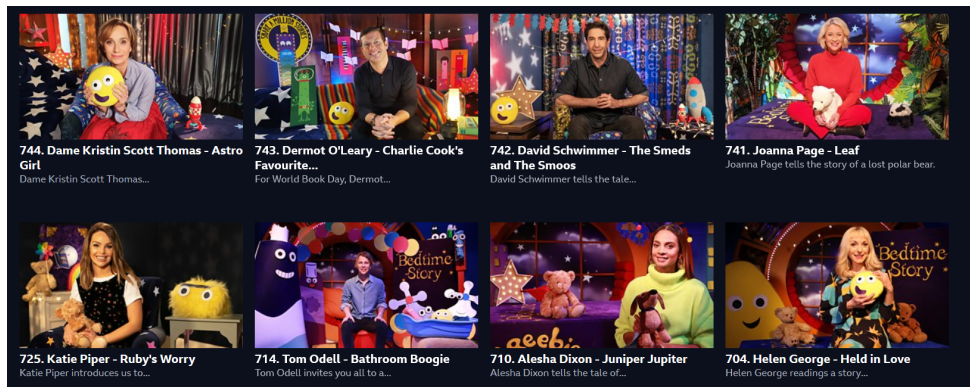 744. Dame Kristin Scott Thomas - Astro
Girl
Dame Kristin Scott Thomas...
743. Dermot O'Leary - Charlie Cook's
Favourite...
For World Book Day, Dermot...
742. David Schwimmer - The Smeds
and The Smoos
David Schwimmer tells the tale...
741. Joanna Page - Leaf
Joanna Page tells the story of a lost polar bear.
Bedtime
Story
Bedtime
Story
725. Katie Piper - Ruby's Worry
Katie Piper introduces us to...
714. Tom Odell - Bathroom Boogie
Tom Odell invites you all to a...
710. Alesha Dixon - Juniper Jupiter
Alesha Dixon tells the tale of...
704. Helen George - Held in Love
Helen George readings a story...